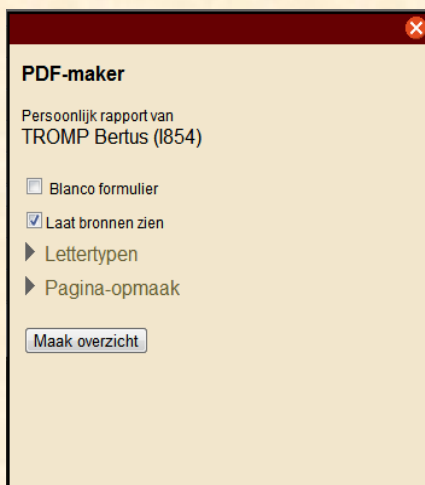 PDF-maker
Persoonlijk rapport van
TROMP Bertus (I854)
Blanco formulier
Laat bronnen zien
Lettertypen
Pagina-opmaak
Maak overzicht